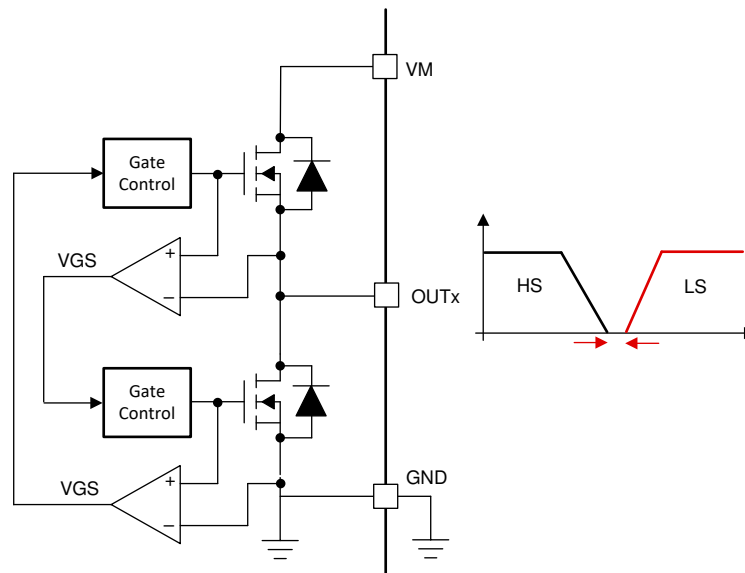 VM
Gate
Control
VGS
+
−
OUTx
HS
LS
Gate
Control
VGS
+
−
GND